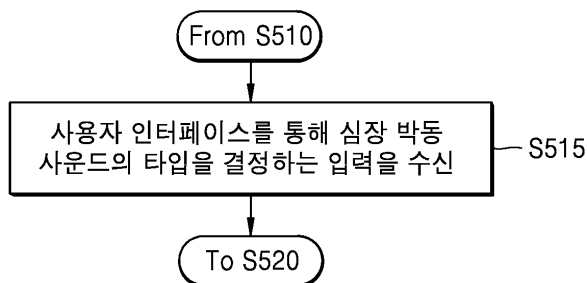 From S510
사용자 인터페이스를 통해 심장 박동
사운드의 타입을 결정하는 입력을 수신
S515
To S520